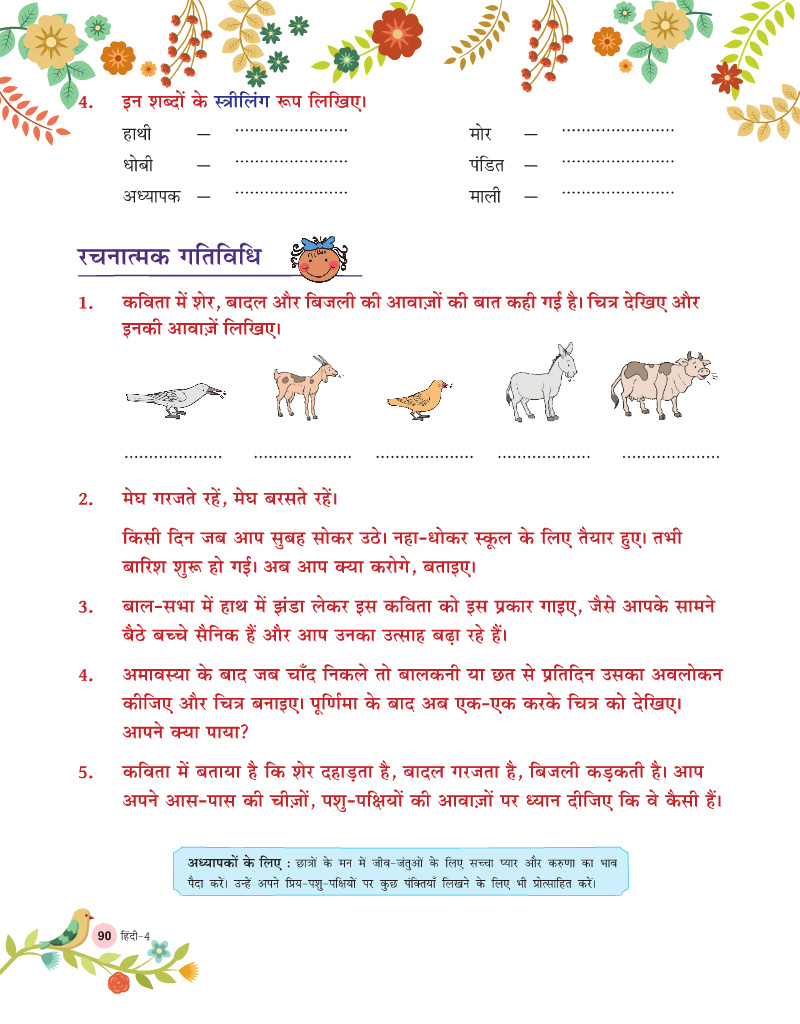 4. इन शब्दों के स्त्रीलिंग रूप लिखिए।
हाथी — ....................... मोर — .......................
धोबी — ....................... पंडित — .......................
अध्यापक — ....................... माली — .......................
रचनात्मक गतिविधि
1. कविता में शेर, बादल और बिजली की आवाज़ों की बात कही गई है। चित्र देखिए और
इनकी आवाज़ें लिखिए।
.................... .................... .................... .................... ....................
2. मेघ गरजते रहें, मेघ बरसते रहें।
किसी दिन जब आप सुबह सोकर उठे। नहा-धोकर स्कूल के लिए तैयार हुए। तभी
बारिश शुरू हो गई। अब आप क्या करोगे, बताइए।
3. बाल-सभा में हाथ में झंडा लेकर इस कविता को इस प्रकार गाइए, जैसे आपके सामने
बैठे बच्चे सैनिक हैं और आप उनका उत्साह बढ़ा रहे हैं।
4. अमावस्या के बाद जब चाँद निकले तो बालकनी या छत से प्रतिदिन उसका अवलोकन
कीजिए और चित्र बनाइए। पूर्णिमा के बाद अब एक-एक करके चित्र को देखिए।
आपने क्या पाया?
5. कविता में बताया है कि शेर दहाड़ता है, बादल गरजता है, बिजली कड़कती है। आप
अपने आस-पास की चीज़ों, पशु-पक्षियों की आवाज़ों पर ध्यान दीजिए कि वे कैसी हैं।
अध्यापकों के लिए : छात्रों के मन में जीव-जंतुओं के लिए सच्चा प्यार और करुणा का भाव
पैदा करें। उन्हें अपने प्रिय-पशु-पक्षियों पर कुछ पंक्तियाँ लिखने के लिए भी प्रोत्साहित करें।
90 हिंदी-4